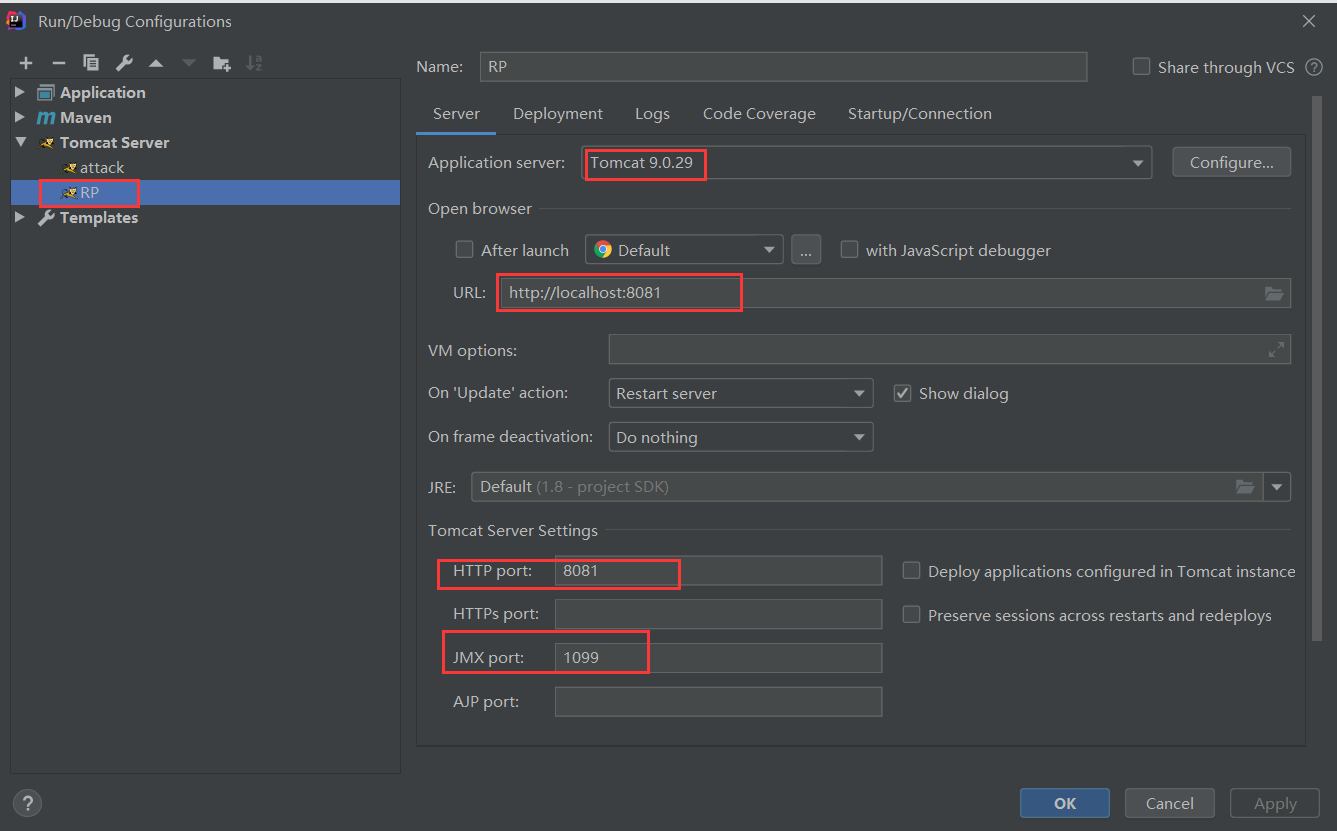 Run/Debug Configurations
Name: RP Share through VCS ?
Application
Maven
Tomcat Server
attack
RP
Templates
Server Deployment Logs Code Coverage Startup/Connection
Application server: Tomcat 9.0.29 Configure...
Open browser
After launch Default ... with JavaScript debugger
URL: http://localhost:8081
VM options:
On 'Update' action: Restart server Show dialog
On frame deactivation: Do nothing
JRE: Default (1.8 - project SDK)
Tomcat Server Settings
HTTP port: 8081 Deploy applications configured in Tomcat instance
HTTPs port: Preserve sessions across restarts and redeploys
JMX port: 1099
AJP port:
? OK Cancel Apply